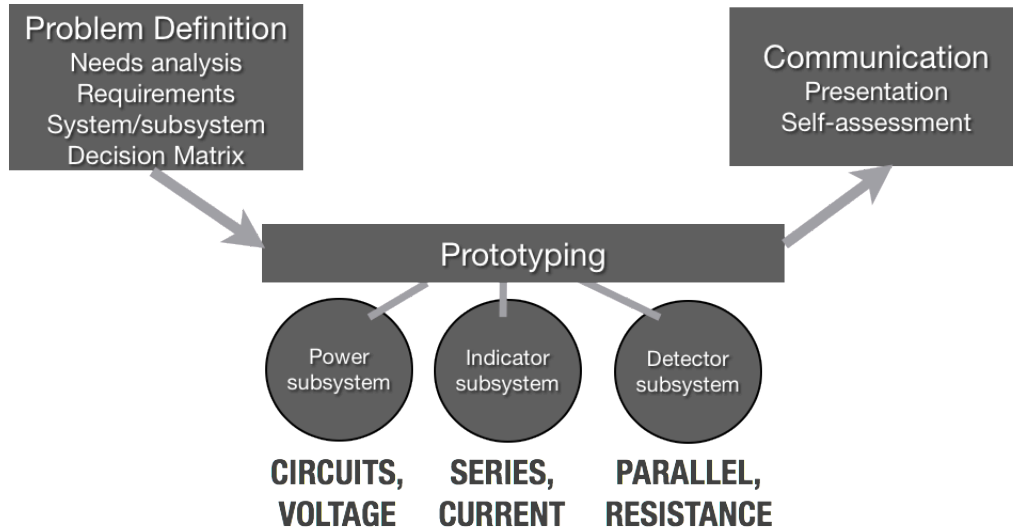 Problem Definition
Needs analysis
Requirements
System/subsystem
Decision Matrix
Communication
Presentation
Self-assessment
Prototyping
Power
subsystem
Indicator
subsystem
Detector
subsystem
CIRCUITS,
VOLTAGE
SERIES,
CURRENT
PARALLEL,
RESISTANCE